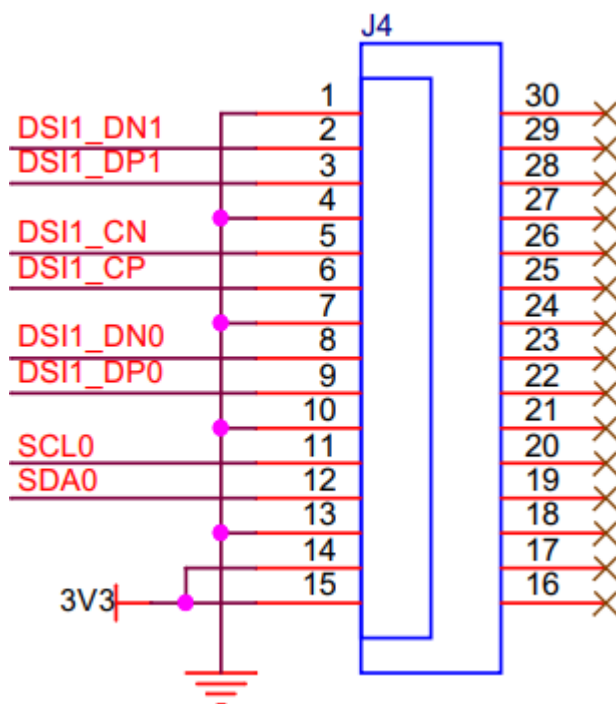 J4
1 30
DSI1_DN1 2 29
DSI1_DP1 3 28
4 27
DSI1_CN 5 26
DSI1_CP 6 25
7 24
DSI1_DN0 8 23
DSI1_DP0 9 22
10 21
SCL0 11 20
SDA0 12 19
13 18
14 17
3V3 15 16